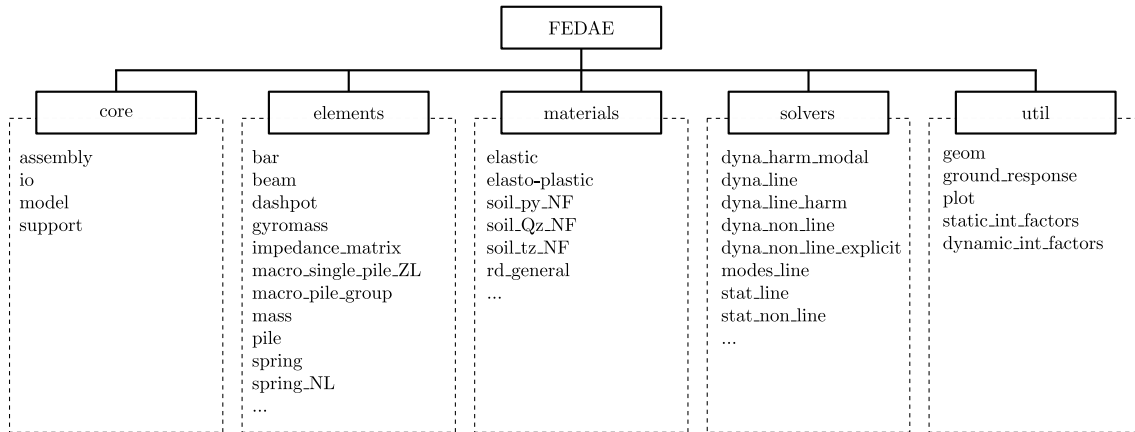 FEDAE
core
assembly
io
model
support
elements
bar
beam
dashpot
gyromass
impedance_matrix
macro_single_pile_ZL
macro_pile_group
mass
pile
spring
spring_NL
...
materials
elastic
elasto-plastic
soil_py_NF
soil_Qz_NF
soil_tz_NF
rd_general
...
solvers
dyna_harm_modal
dyna_line
dyna_line_harm
dyna_non_line
dyna_non_line_explicit
modes_line
stat_line
stat_non_line
...
util
geom
ground_response
plot
static_int_factors
dynamic_int_factors